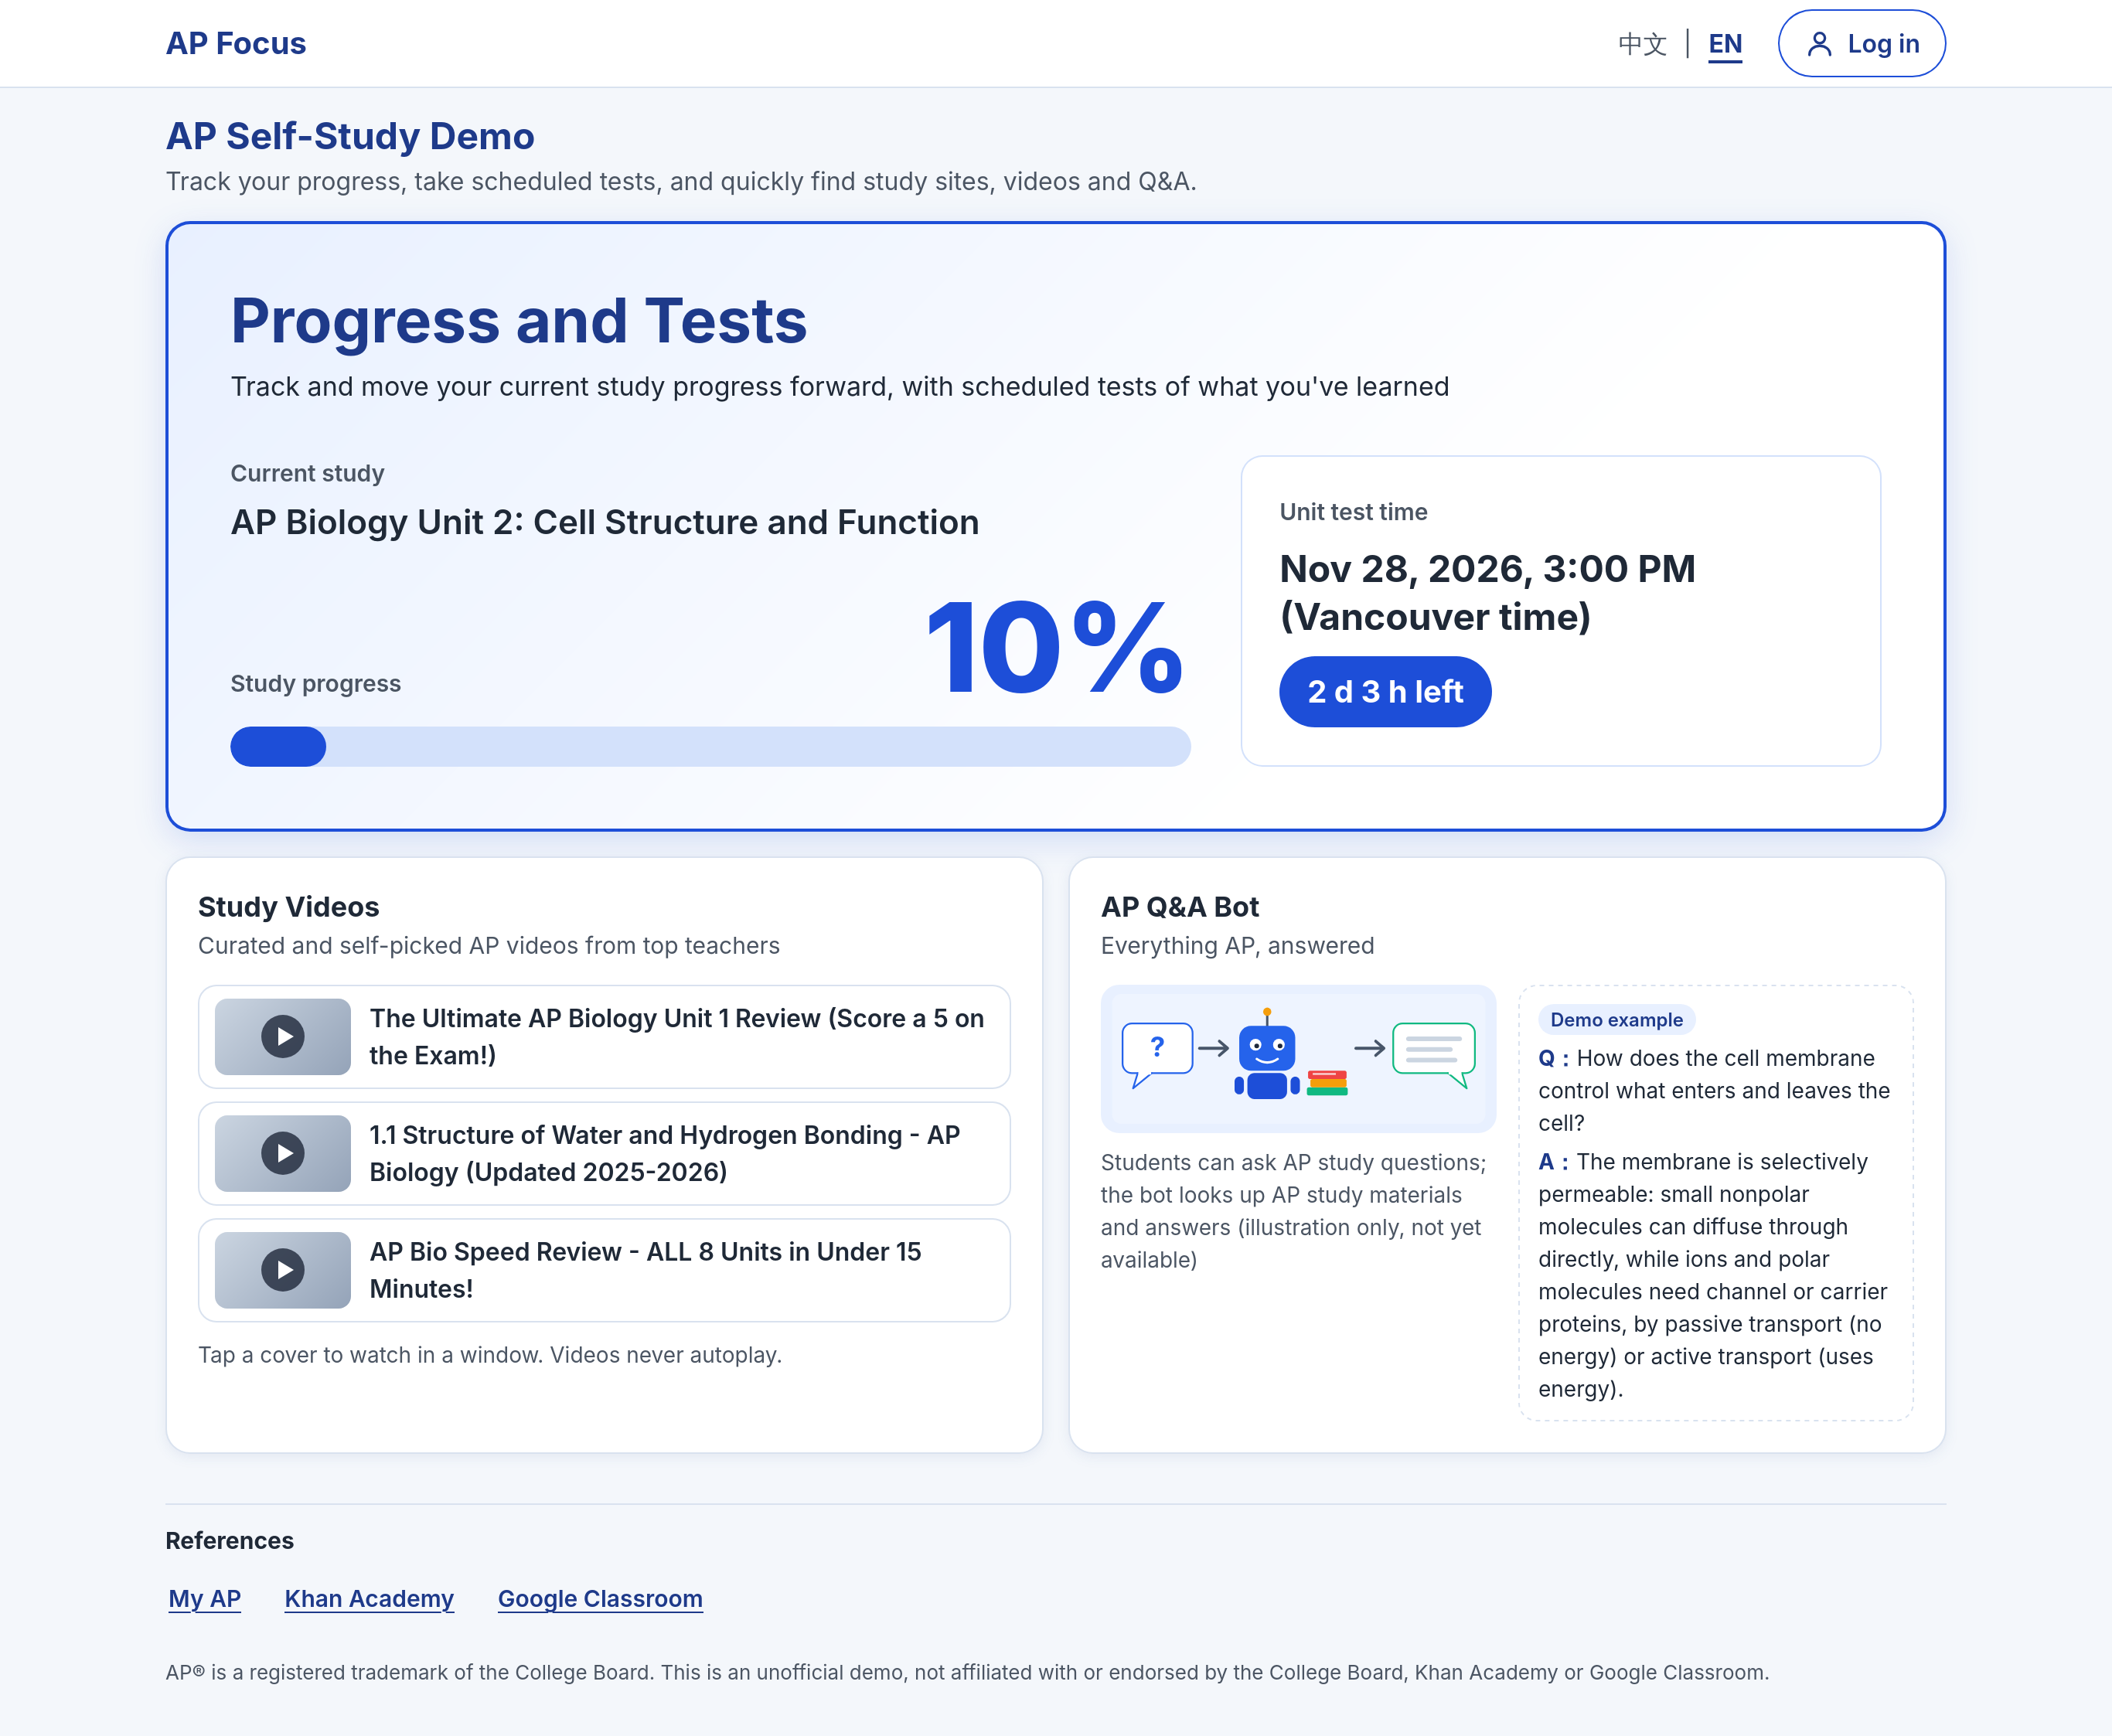 AP Focus
中文 | EN
Log in
AP Self-Study Demo
Track your progress, take scheduled tests, and quickly find study sites, videos and Q&A.
Progress and Tests
Track and move your current study progress forward, with scheduled tests of what you've learned
Current study
AP Biology Unit 2: Cell Structure and Function
Study progress
10%
Unit test time
Nov 28, 2026, 3:00 PM
(Vancouver time)
2 d 3 h left
Study Videos
Curated and self-picked AP videos from top teachers
The Ultimate AP Biology Unit 1 Review (Score a 5 on
the Exam!)
1.1 Structure of Water and Hydrogen Bonding - AP
Biology (Updated 2025-2026)
AP Bio Speed Review - ALL 8 Units in Under 15
Minutes!
Tap a cover to watch in a window. Videos never autoplay.
AP Q&A Bot
Everything AP, answered
?
Students can ask AP study questions;
the bot looks up AP study materials
and answers (illustration only, not yet
available)
Demo example
Q : How does the cell membrane
control what enters and leaves the
cell?
A : The membrane is selectively
permeable: small nonpolar
molecules can diffuse through
directly, while ions and polar
molecules need channel or carrier
proteins, by passive transport (no
energy) or active transport (uses
energy).
References
My AP
Khan Academy
Google Classroom
AP® is a registered trademark of the College Board. This is an unofficial demo, not affiliated with or endorsed by the College Board, Khan Academy or Google Classroom.